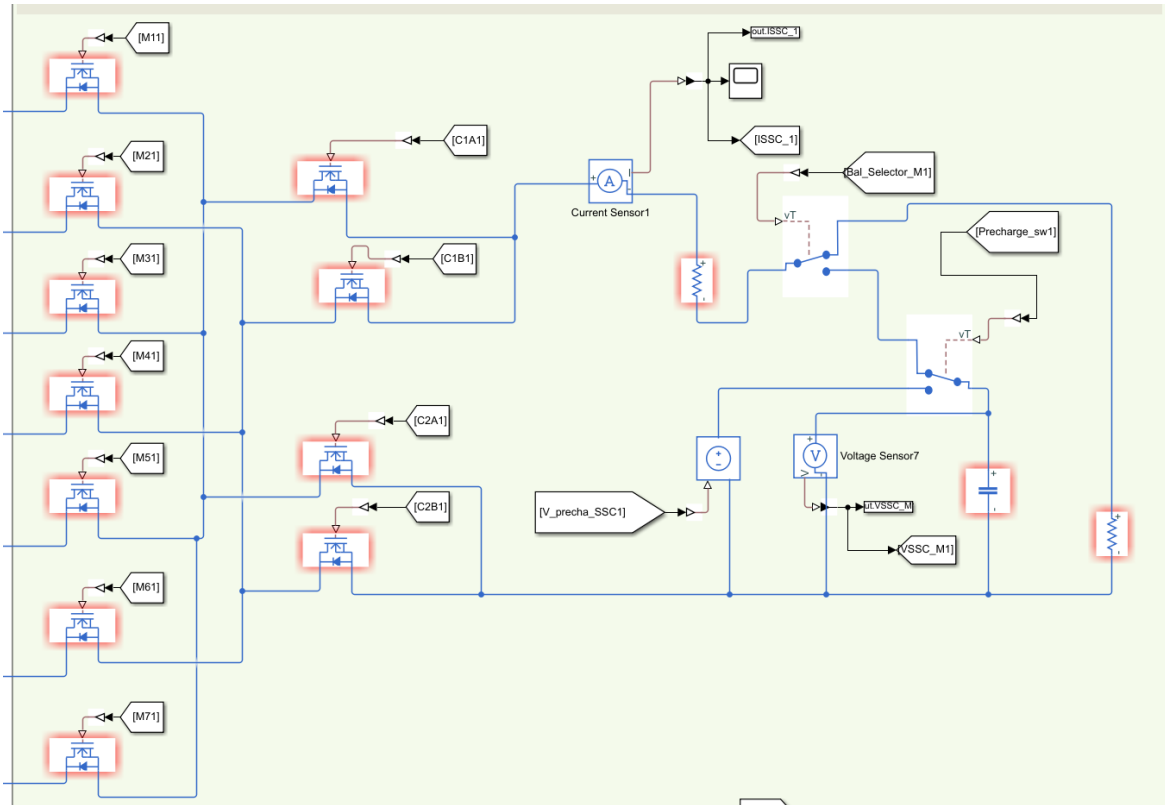 [M11]
out.ISSC_1
[C1A1]
[ISSC_1]
[M21]
A
Current Sensor1
[Bal_Selector_M1]
vT
[Precharge_sw1]
[M31]
[C1B1]
vT
[M41]
[C2A1]
[M51]
V
Voltage Sensor7
[C2B1]
[V_precha_SSC1]
ut.VSSC_M
[VSSC_M1]
[M61]
[M71]